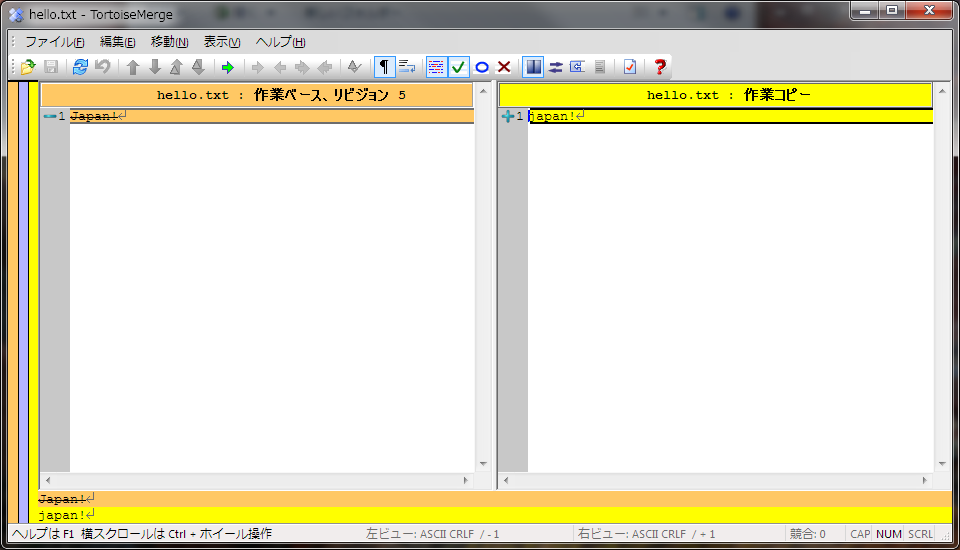 hello.txt - TortoiseMerge
ファイル(F) 編集(E) 移動(N) 表示(V) ヘルプ(H)
hello.txt : 作業ベース、リビジョン 5
hello.txt : 作業コピー
1 Japan!
1 japan!
Japan!
japan!
ヘルプは F1 横スクロールは Ctrl + ホイール操作 左ビュー: ASCII CRLF / - 1 右ビュー: ASCII CRLF / + 1 競合: 0 CAP NUM SCRL